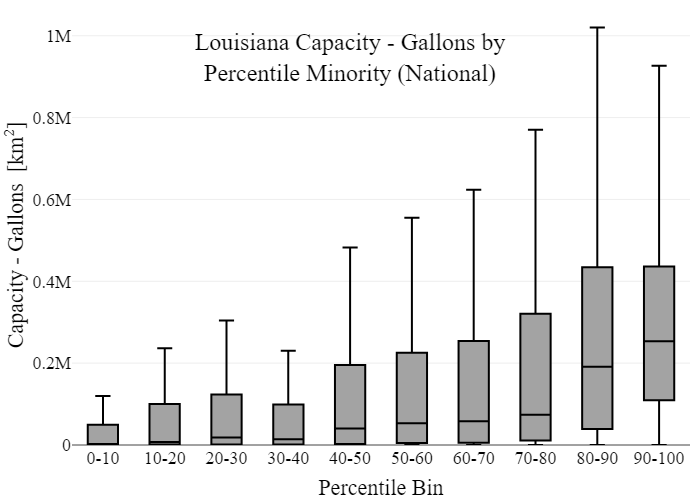 Louisiana Capacity - Gallons by
Percentile Minority (National)
Capacity - Gallons [km²]
1M
0.8M
0.6M
0.4M
0.2M
0
0-10 10-20 20-30 30-40 40-50 50-60 60-70 70-80 80-90 90-100
Percentile Bin